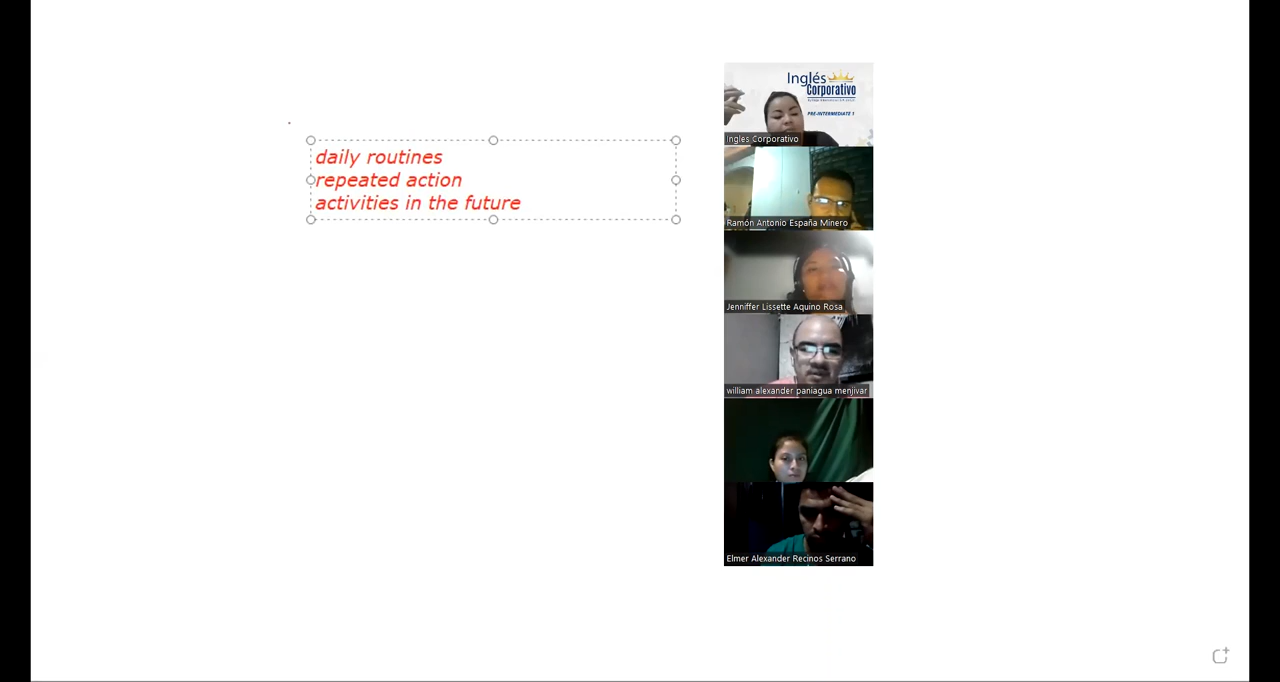 daily routines
repeated action
activities in the future
Inglés
Corporativo
PRE-INTERMEDIATE 1
Ingles Corporativo
Ramón Antonio España Minero
Jenniffer Lissette Aquino Rosa
william alexander paniagua menjivar
Elmer Alexander Recinos Serrano